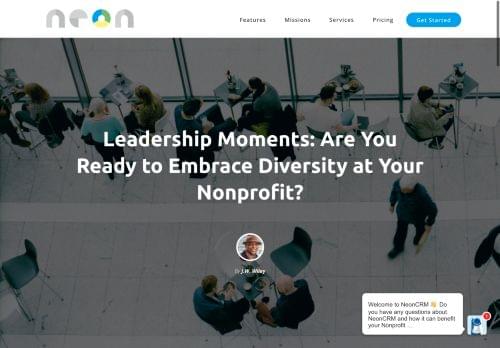 neon
Features Missions Services Pricing Get Started
Leadership Moments: Are You
Ready to Embrace Diversity at Your
Nonprofit?
By J.W. Wiley
Welcome to NeonCRM 👋 Do
you have any questions about
NeonCRM and how it can benefit
your Nonprofit ...